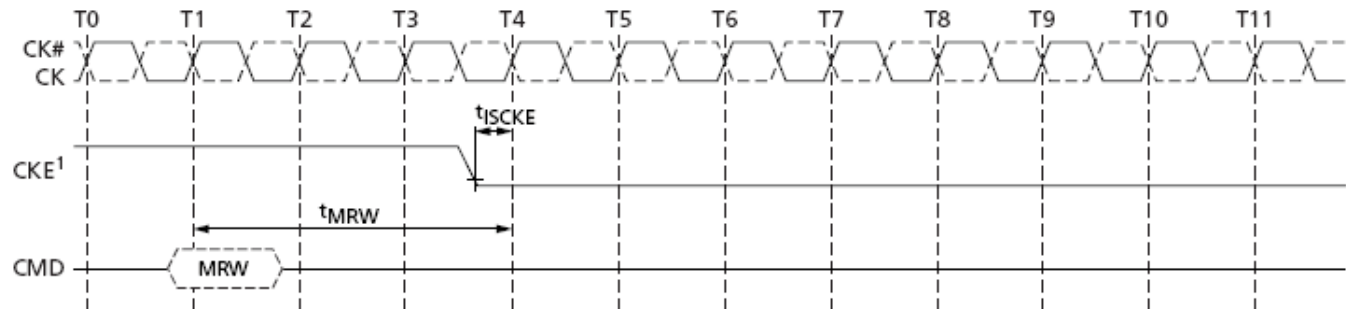 T0 T1 T2 T3 T4 T5 T6 T7 T8 T9 T10 T11
CK#
CK
tISCKE
CKE1
tMRW
CMD MRW